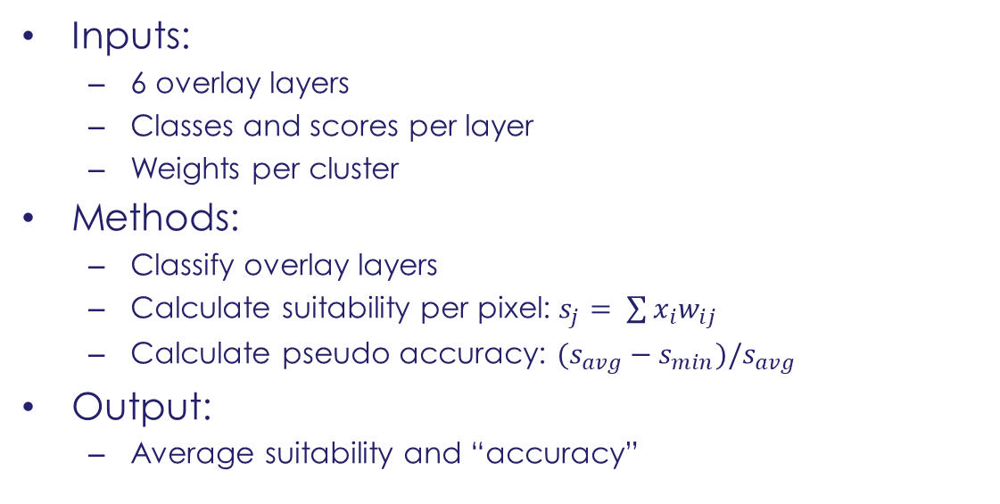 • Inputs:
– 6 overlay layers
– Classes and scores per layer
– Weights per cluster
• Methods:
– Classify overlay layers
– Calculate suitability per pixel: $s_j = \sum x_i w_{ij}$
– Calculate pseudo accuracy: $(s_{avg} - s_{min})/s_{avg}$
• Output:
– Average suitability and “accuracy”